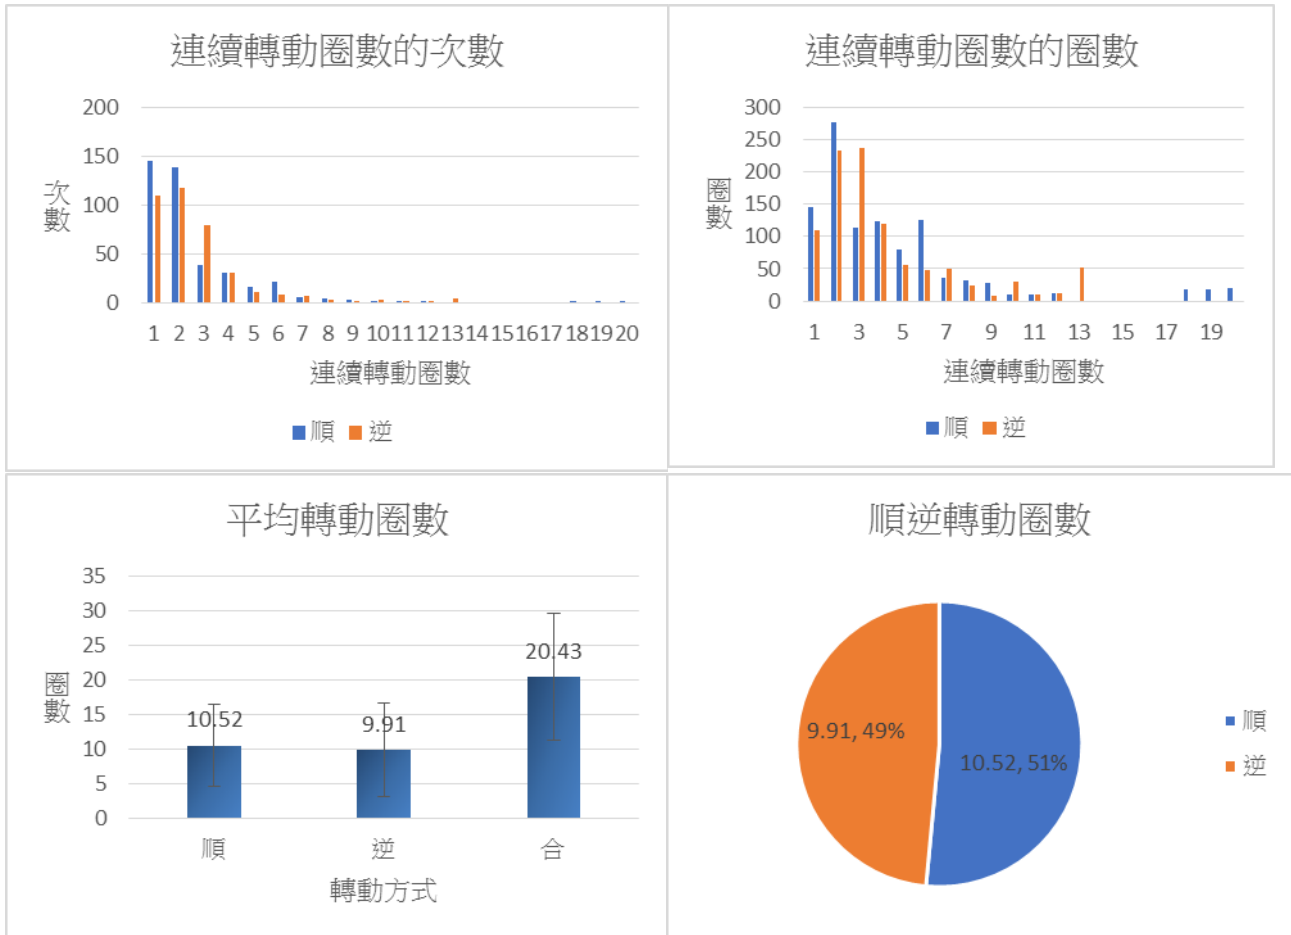 連續轉動圈數的次數
200
150
100
50
0
次數
1 2 3 4 5 6 7 8 9 10 11 12 13 14 15 16 17 18 19 20
連續轉動圈數
順 逆
連續轉動圈數的圈數
300
250
200
150
100
50
0
圈數
1 3 5 7 9 11 13 15 17 19
連續轉動圈數
順 逆
平均轉動圈數
35
30
25
20
15
10
5
0
圈數
10.52
9.91
20.43
順 逆 合
轉動方式
順逆轉動圈數
9.91, 49%
10.52, 51%
順
逆